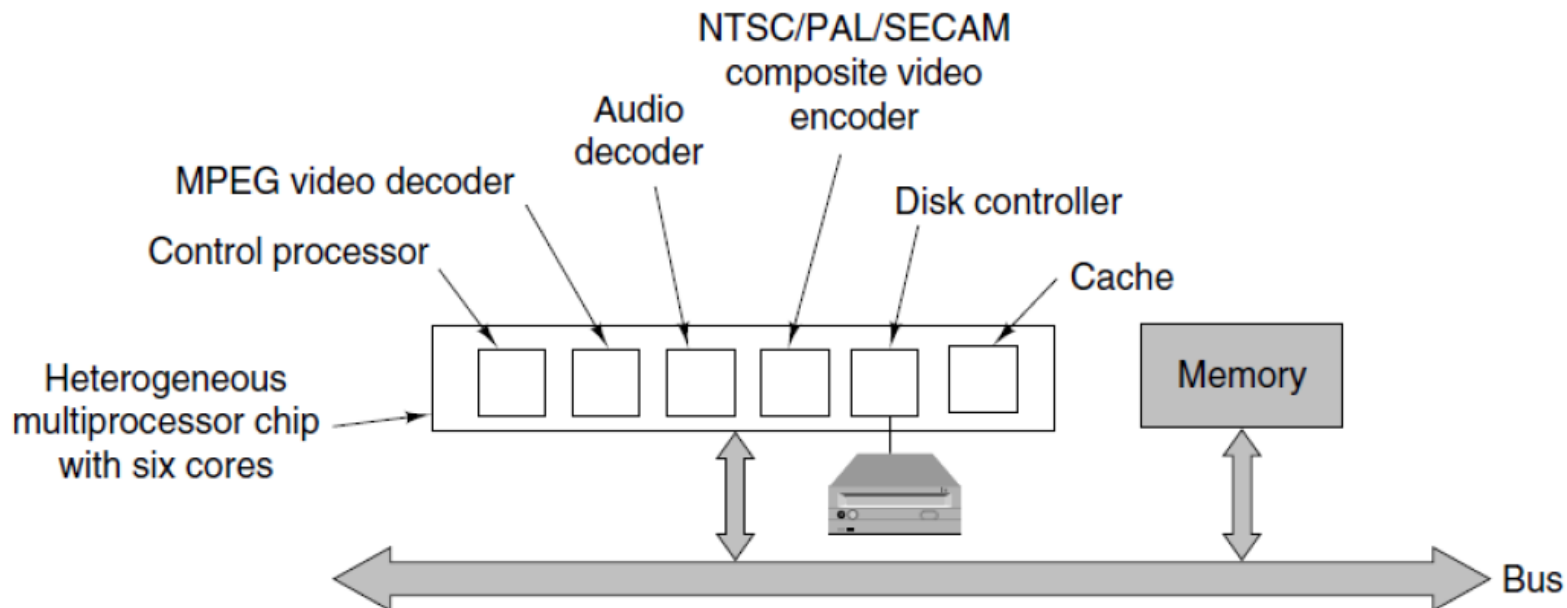 NTSC/PAL/SECAM
composite video
encoder
Audio
decoder
MPEG video decoder
Disk controller
Control processor
Cache
Heterogeneous
multiprocessor chip
with six cores
Memory
Bus